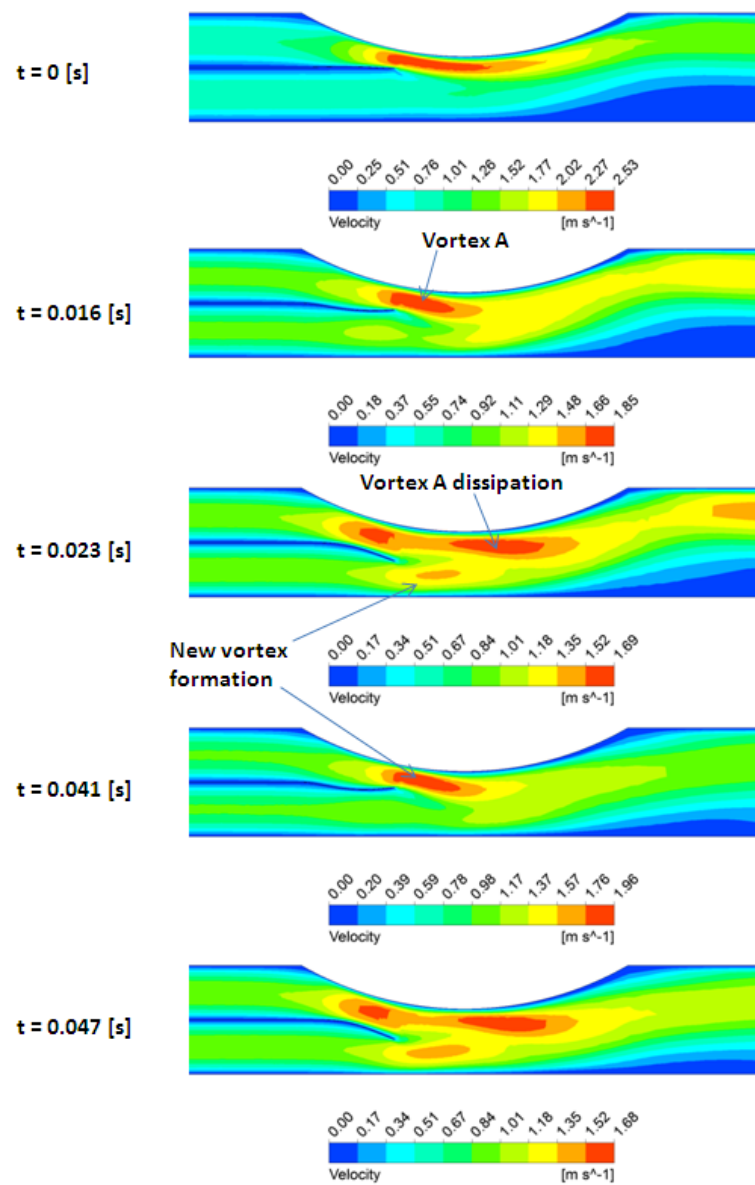 t = 0 [s]
0.00 0.25 0.51 0.76 1.01 1.26 1.52 1.77 2.02 2.27 2.53
Velocity [m s^-1]
Vortex A
t = 0.016 [s]
0.00 0.18 0.37 0.55 0.74 0.92 1.11 1.29 1.48 1.66 1.85
Velocity [m s^-1]
Vortex A dissipation
t = 0.023 [s]
New vortex
formation
0.00 0.17 0.34 0.51 0.67 0.84 1.01 1.18 1.35 1.52 1.69
Velocity [m s^-1]
t = 0.041 [s]
0.00 0.20 0.39 0.59 0.78 0.98 1.17 1.37 1.57 1.76 1.96
Velocity [m s^-1]
t = 0.047 [s]
0.00 0.17 0.34 0.51 0.67 0.84 1.01 1.18 1.35 1.52 1.68
Velocity [m s^-1]